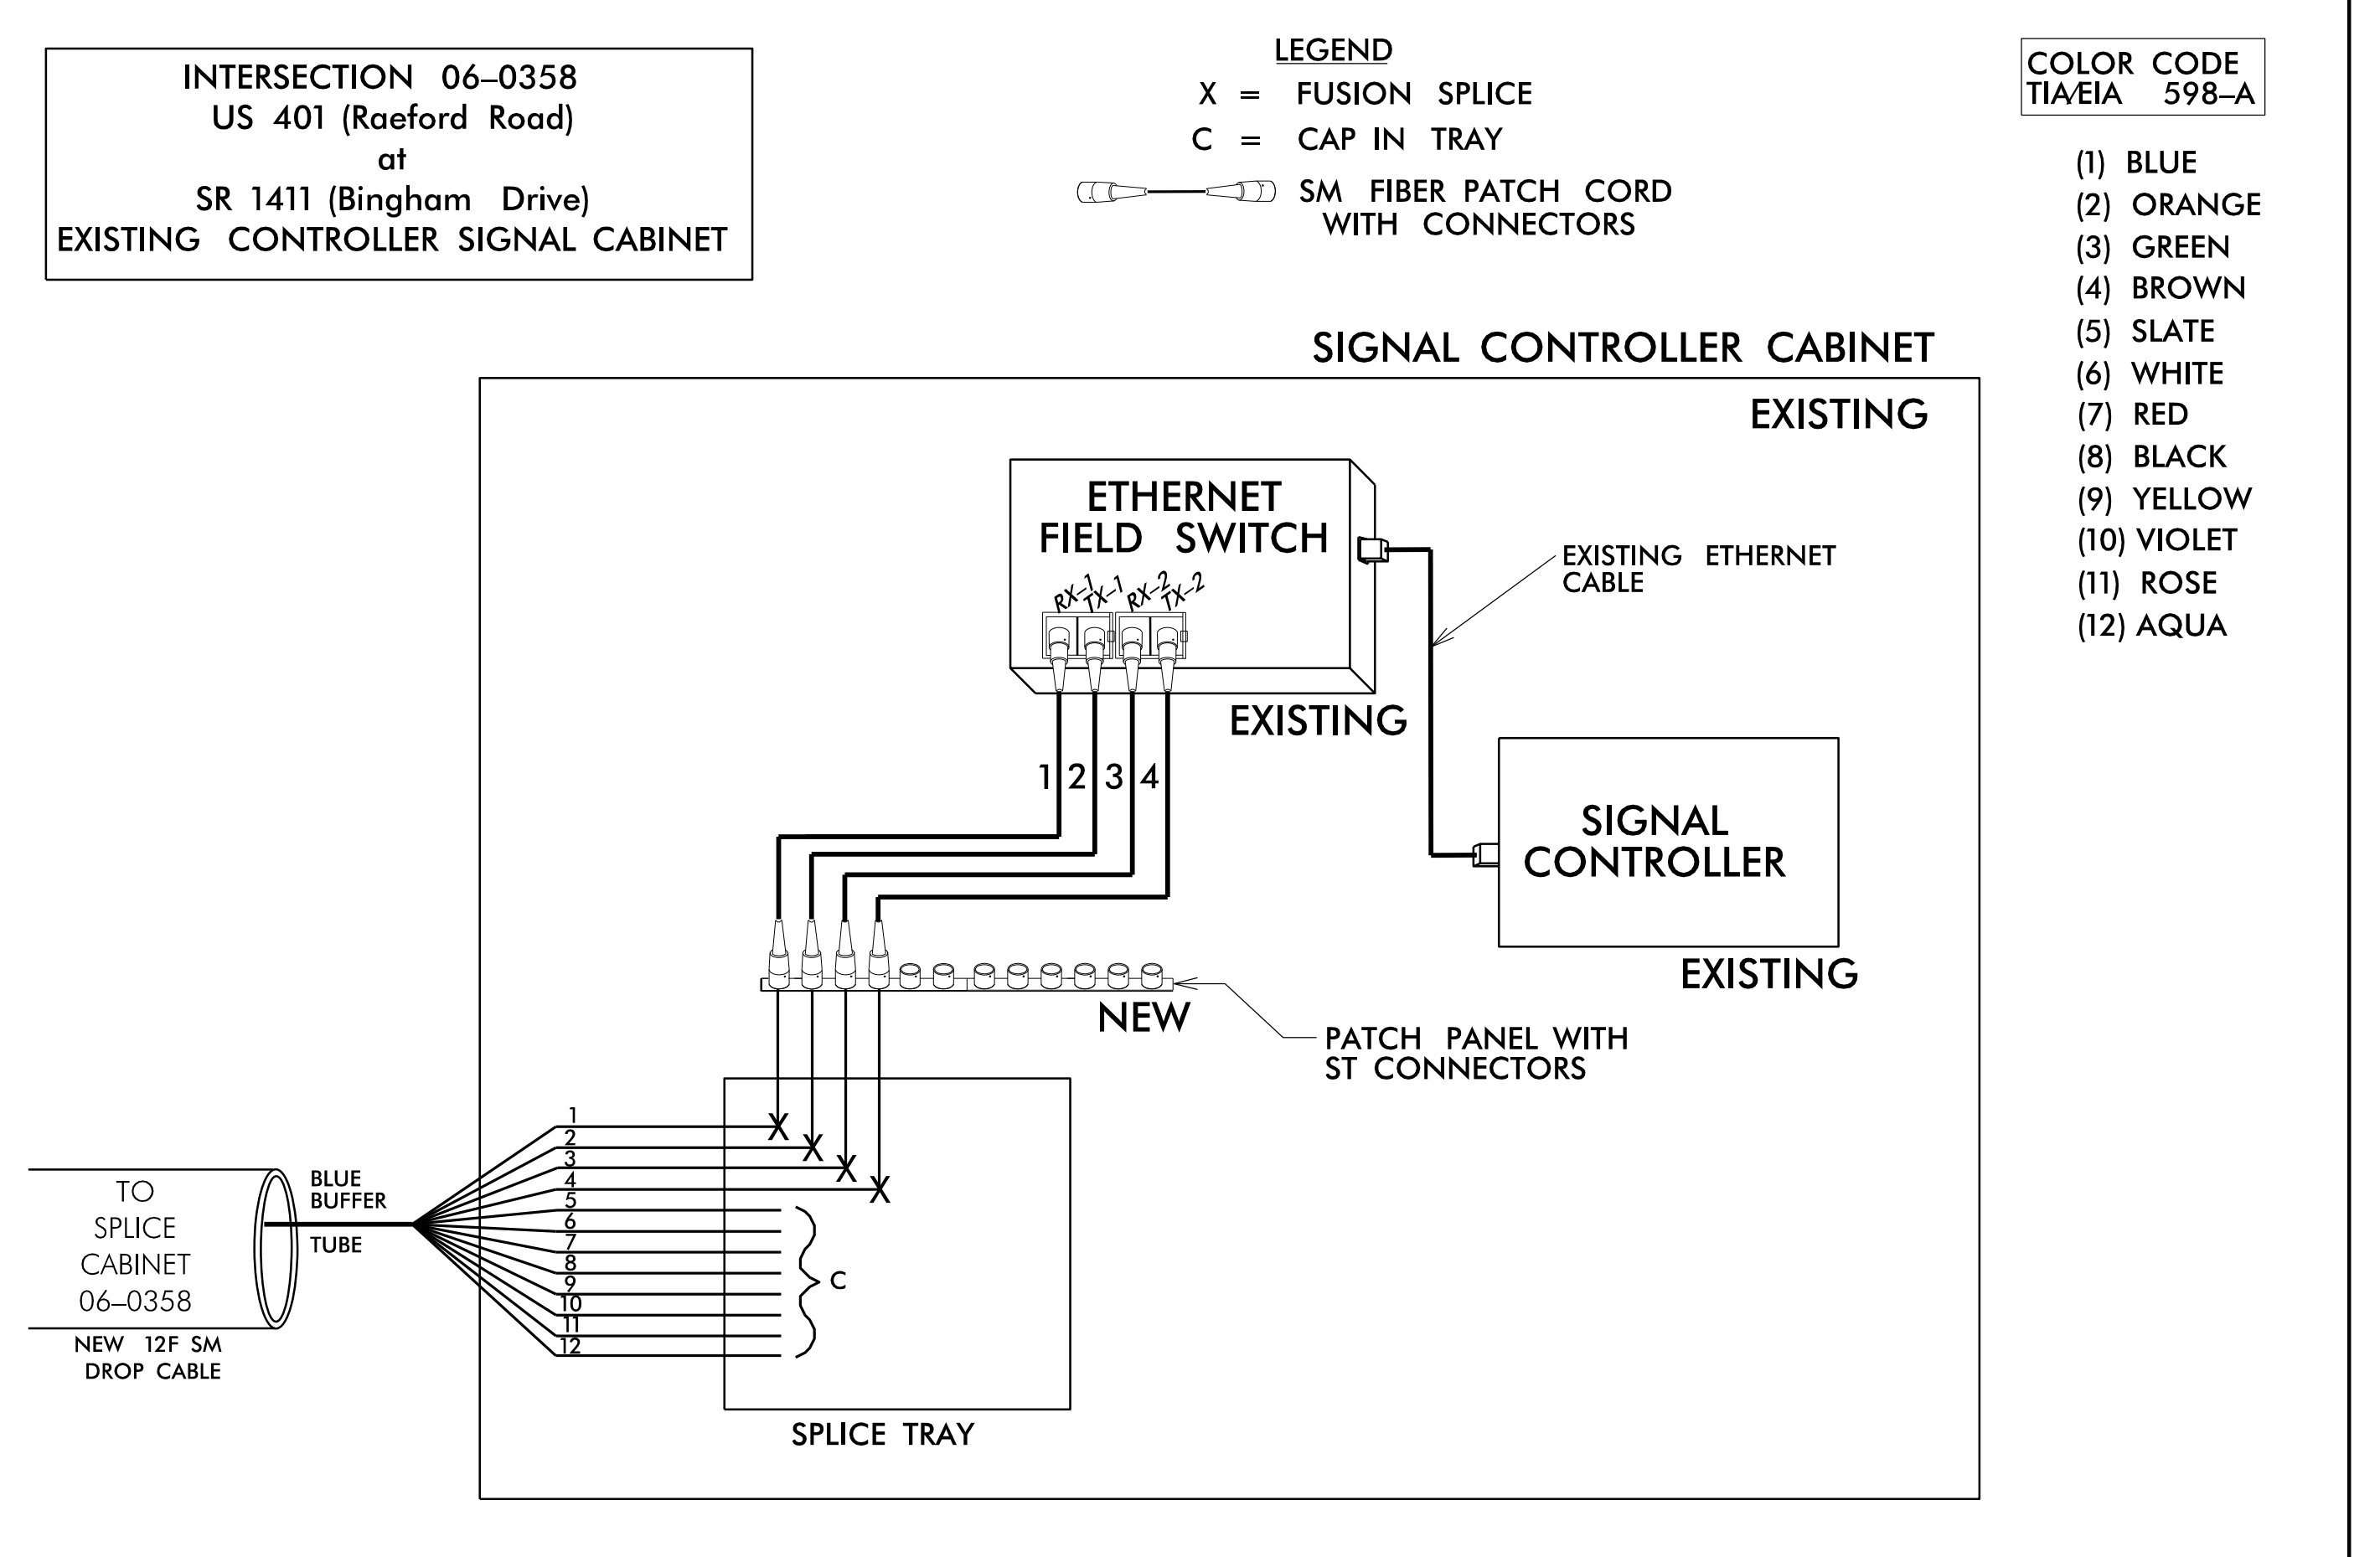 INTERSECTION 06-0358
US 401 (Raeford Road)
at
SR 1411 (Bingham Drive)
EXISTING CONTROLLER SIGNAL CABINET
LEGEND
X = FUSION SPLICE
C = CAP IN TRAY
SM FIBER PATCH CORD
WITH CONNECTORS
COLOR CODE
TIA/EIA 598-A
(1) BLUE
(2) ORANGE
(3) GREEN
(4) BROWN
(5) SLATE
(6) WHITE
(7) RED
(8) BLACK
(9) YELLOW
(10) VIOLET
(11) ROSE
(12) AQUA
SIGNAL CONTROLLER CABINET
EXISTING
ETHERNET
FIELD SWITCH
RX-1 TX-1 RX-2 TX-2
EXISTING
EXISTING ETHERNET
CABLE
1 2 3 4
SIGNAL
CONTROLLER
EXISTING
NEW
PATCH PANEL WITH
ST CONNECTORS
X
X
X
X
1
2
3
4
5
6
7
8
9
10
11
12
C
BLUE
BUFFER
TUBE
TO
SPLICE
CABINET
06-0358
NEW 12F SM
DROP CABLE
SPLICE TRAY